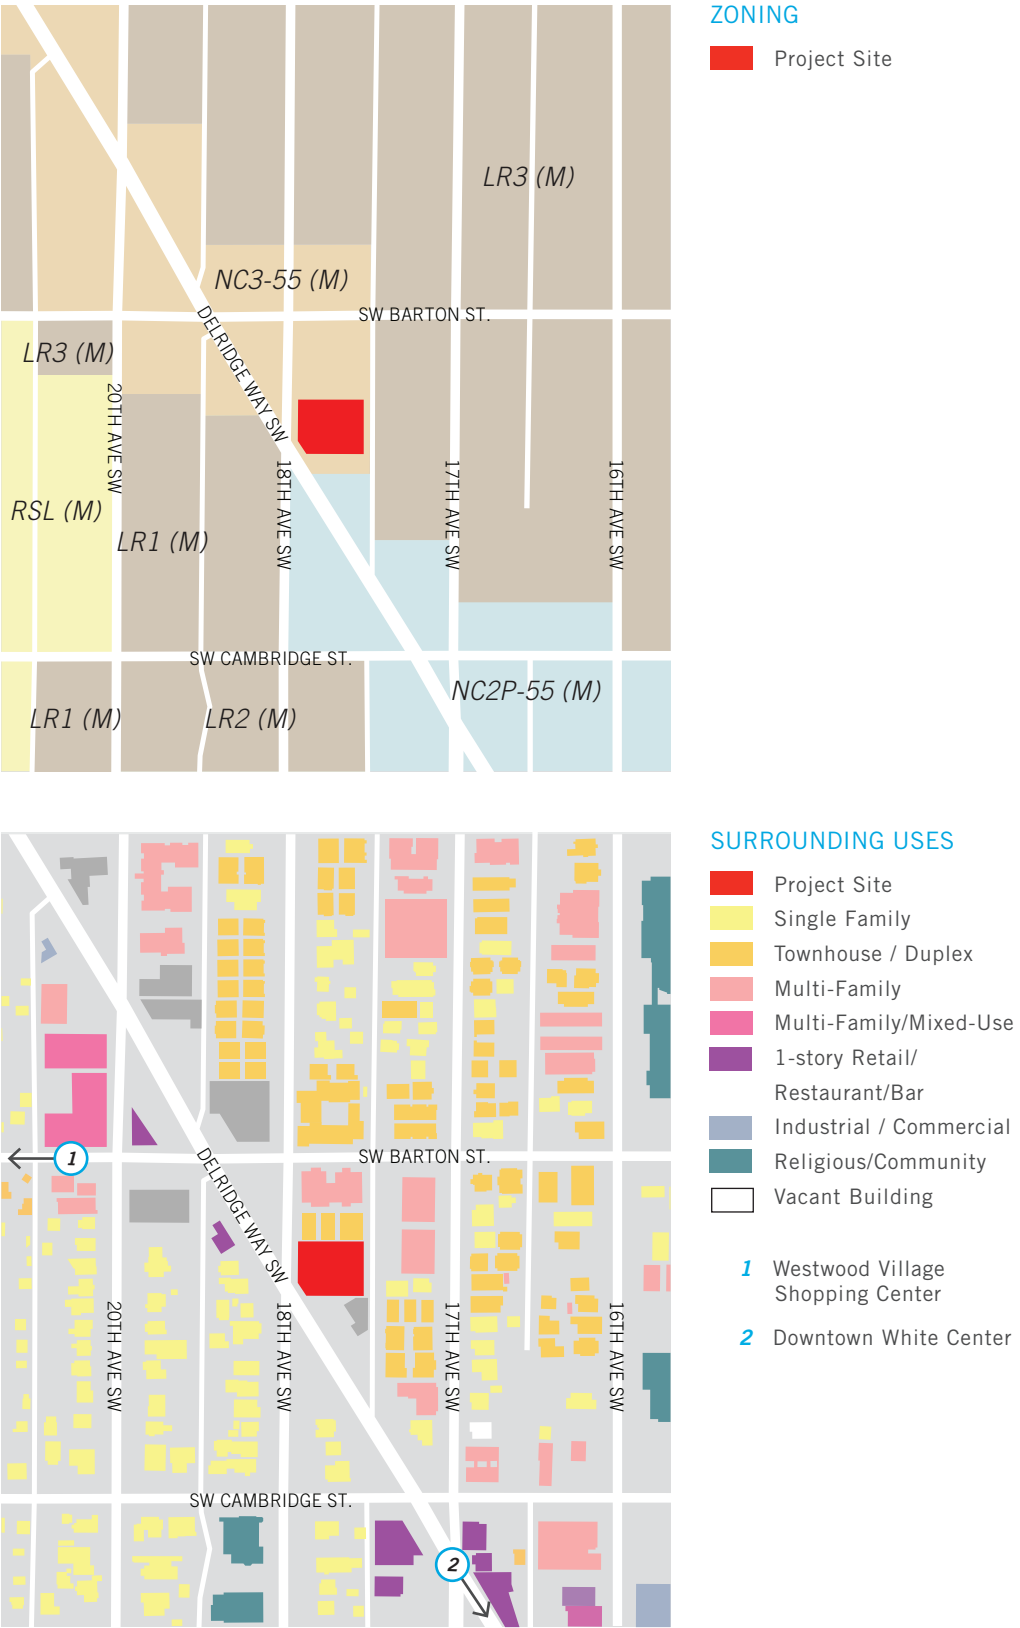 ZONING
Project Site
LR3 (M)
NC3-55 (M)
SW BARTON ST.
DELRIDGE WAY SW
LR3 (M)
20TH AVE SW
18TH AVE SW
17TH AVE SW
16TH AVE SW
RSL (M)
LR1 (M)
SW CAMBRIDGE ST.
NC2P-55 (M)
LR1 (M)
LR2 (M)
SURROUNDING USES
Project Site
Single Family
Townhouse / Duplex
Multi-Family
Multi-Family/Mixed-Use
1-story Retail/
Restaurant/Bar
Industrial / Commercial
Religious/Community
Vacant Building
1 Westwood Village
Shopping Center
2 Downtown White Center
1
SW BARTON ST.
DELRIDGE WAY SW
20TH AVE SW
18TH AVE SW
17TH AVE SW
16TH AVE SW
SW CAMBRIDGE ST.
2